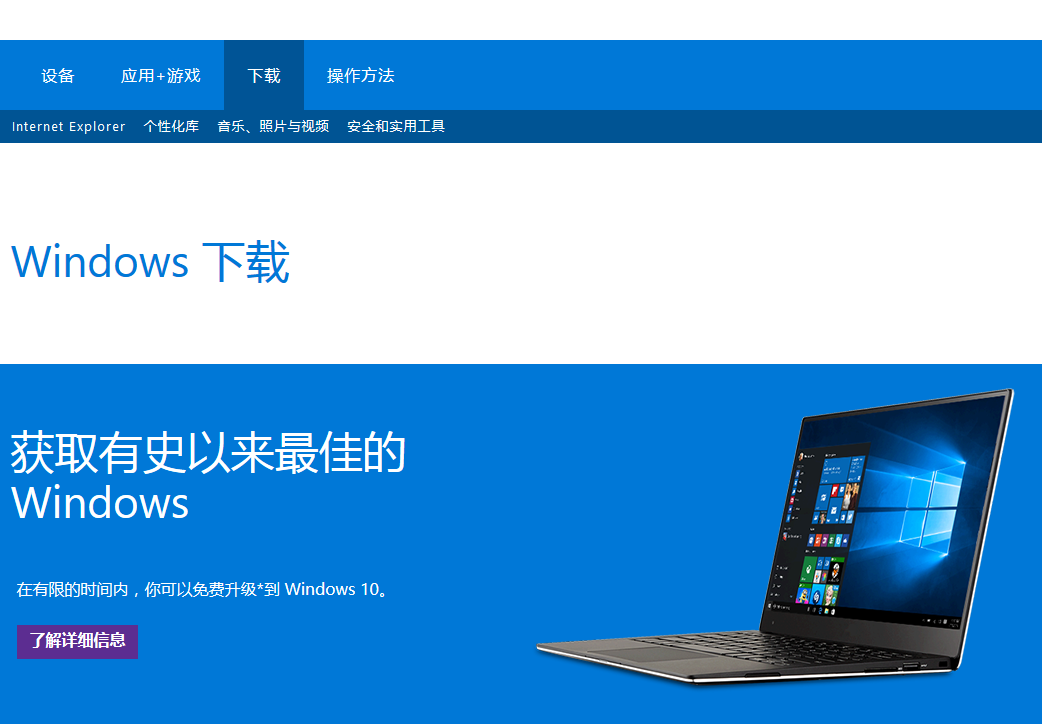 设备 应用+游戏 下载 操作方法
Internet Explorer 个性化库 音乐、照片与视频 安全和实用工具
Windows 下载
获取有史以来最佳的
Windows
在有限的时间内，你可以免费升级*到 Windows 10。
了解详细信息